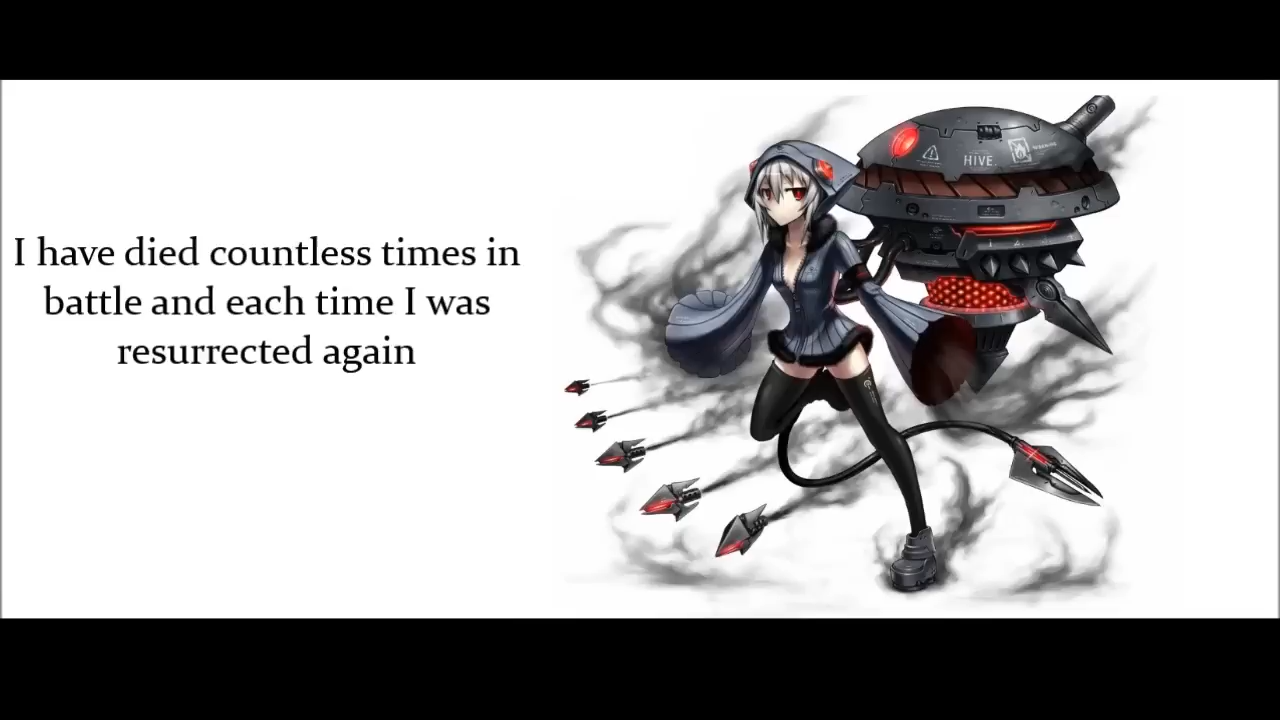 I have died countless times in
battle and each time I was
resurrected again
HIVE